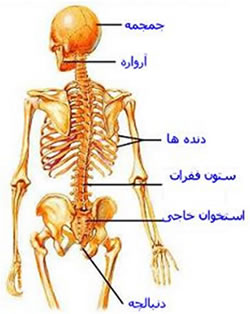 جمجمه
آرواره
دنده ها
ستون فقرات
استخوان خاجی
دنبالچه